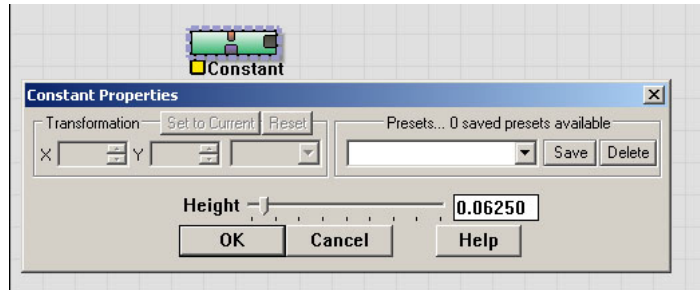 Constant
Constant Properties
Transformation Set to Current Reset
Presets... 0 saved presets available
X Y
Save Delete
Height 0.06250
OK Cancel Help